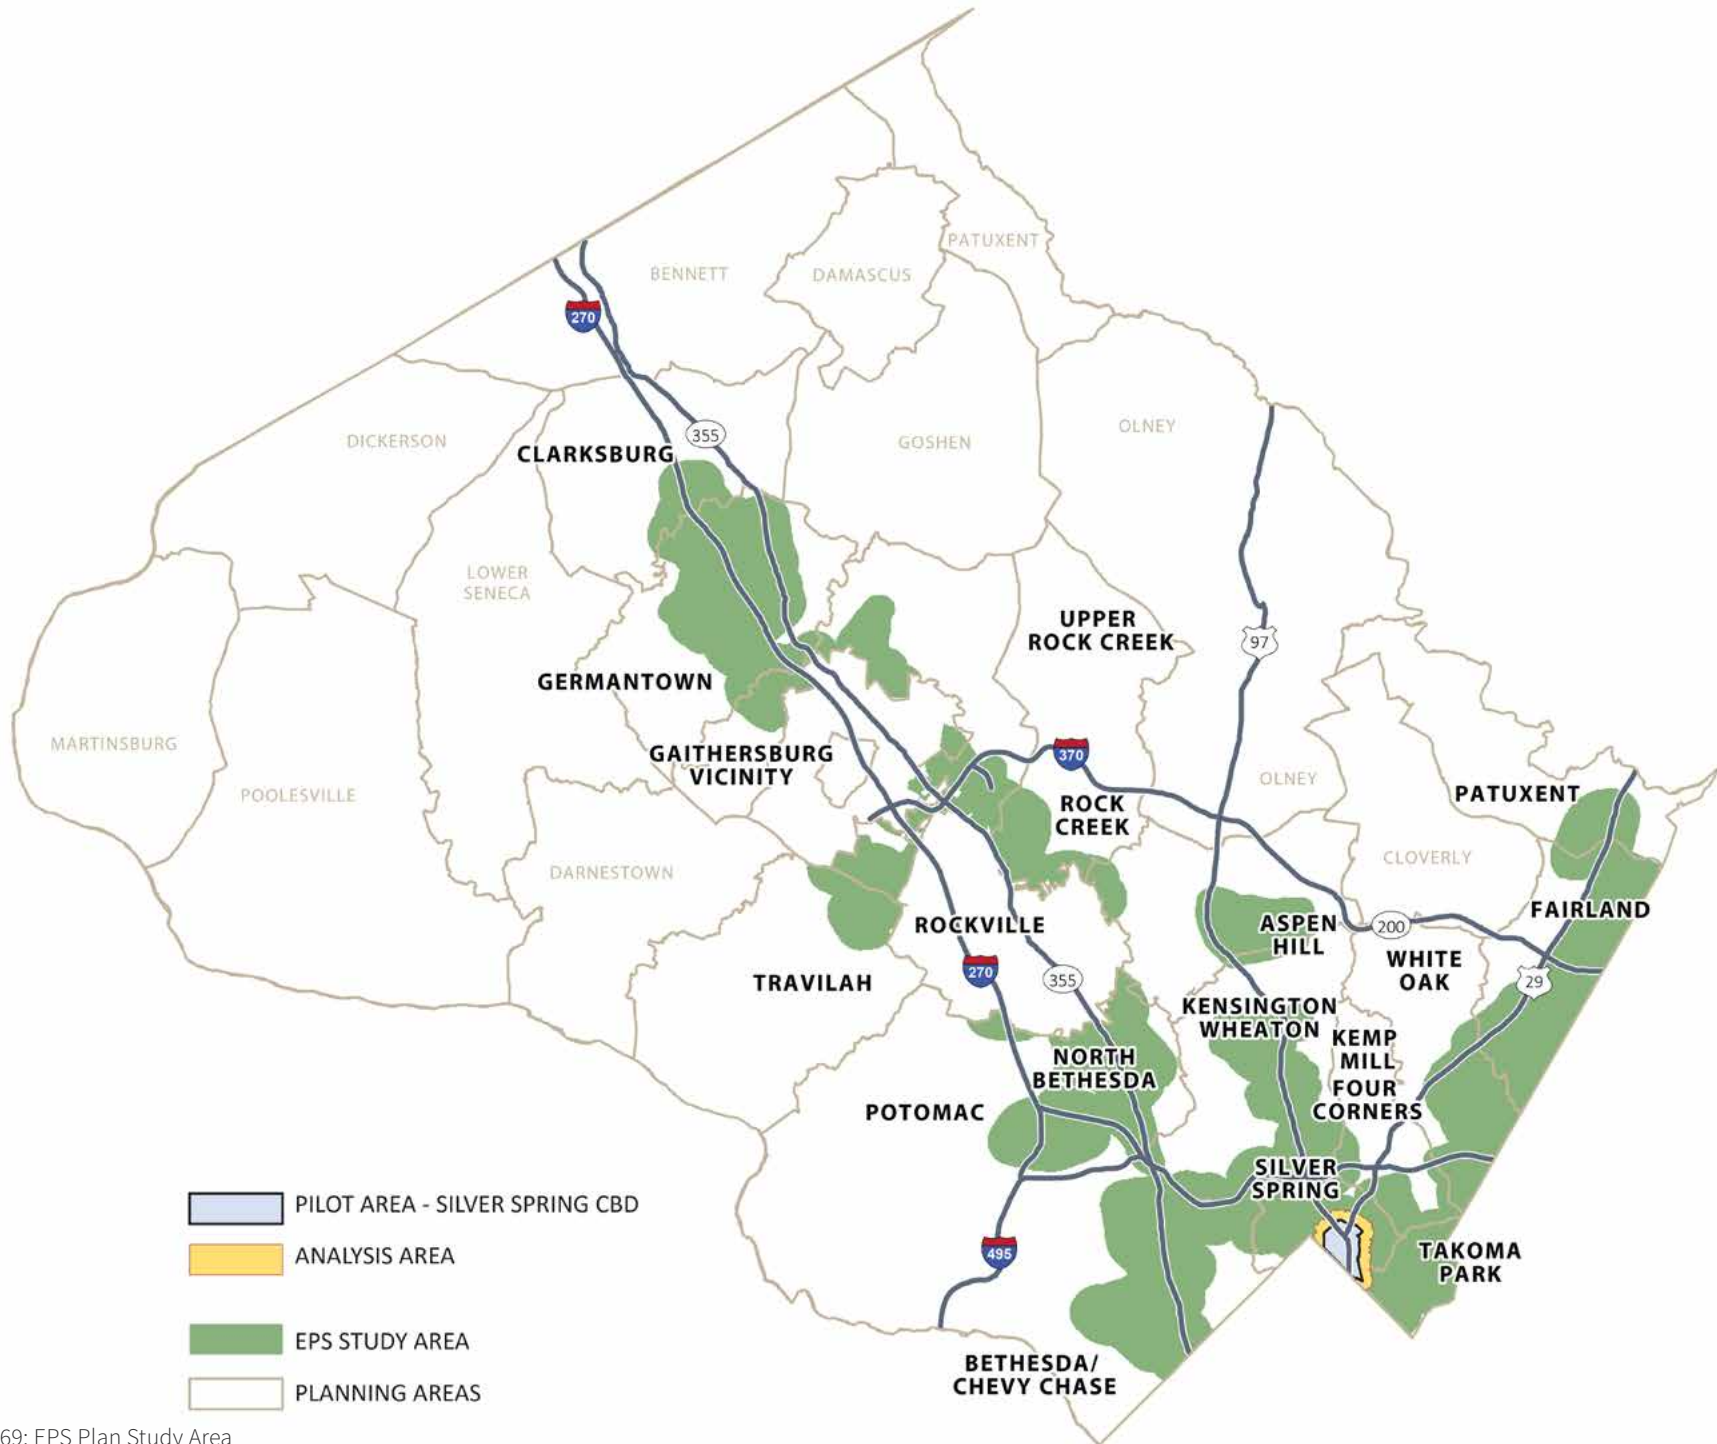 PATUXENT
BENNETT
DAMASCUS
270
355
DICKERSON
CLARKSBURG
GOSHEN
OLNEY
LOWER
SENECA
UPPER
ROCK CREEK
97
GERMANTOWN
MARTINSBURG
GAITHERSBURG
VICINITY
370
POOLESVILLE
OLNEY
PATUXENT
ROCK
CREEK
DARNESTOWN
CLOVERLY
ROCKVILLE
ASPEN
HILL
200
FAIRLAND
TRAVILAH
270
355
WHITE
OAK
29
KENSINGTON
WHEATON
KEMP
MILL
FOUR
CORNERS
NORTH
BETHESDA
POTOMAC
SILVER
SPRING
495
TAKOMA
PARK
BETHESDA/
CHEVY CHASE
PILOT AREA - SILVER SPRING CBD
ANALYSIS AREA
EPS STUDY AREA
PLANNING AREAS
69: EPS Plan Study Area